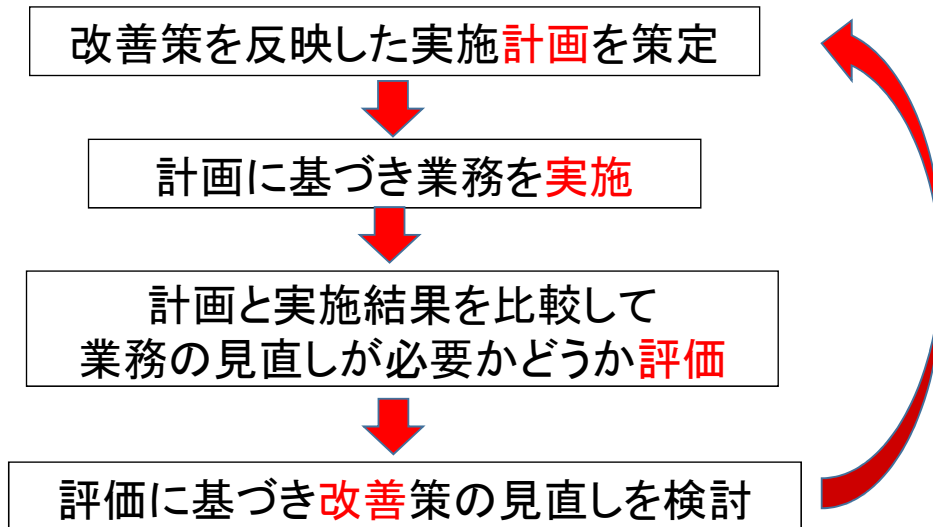 改善策を反映した実施計画を策定
計画に基づき業務を実施
計画と実施結果を比較して
業務の見直しが必要かどうか評価
評価に基づき改善策の見直しを検討